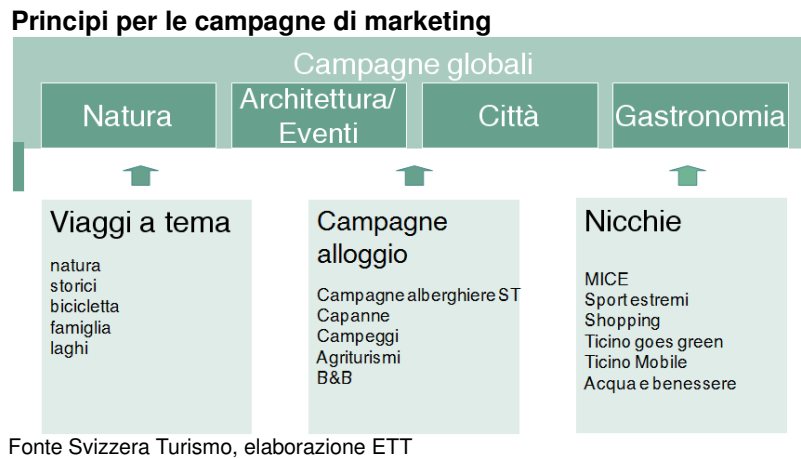 Principi per le campagne di marketing
Campagne globali
Natura
Architettura/
Eventi
Città
Gastronomia
Viaggi a tema
natura
storici
bicicletta
famiglia
laghi
Campagne
alloggio
Campagne alberghiere ST
Capanne
Campeggi
Agriturismi
B&B
Nicchie
MICE
Sport estremi
Shopping
Ticino goes green
Ticino Mobile
Acqua e benessere
Fonte Svizzera Turismo, elaborazione ETT